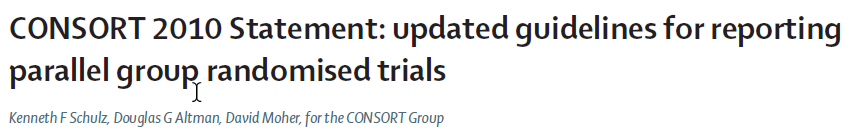 CONSORT 2010 Statement: updated guidelines for reporting
parallel group randomised trials
Kenneth F Schulz, Douglas G Altman, David Moher, for the CONSORT Group